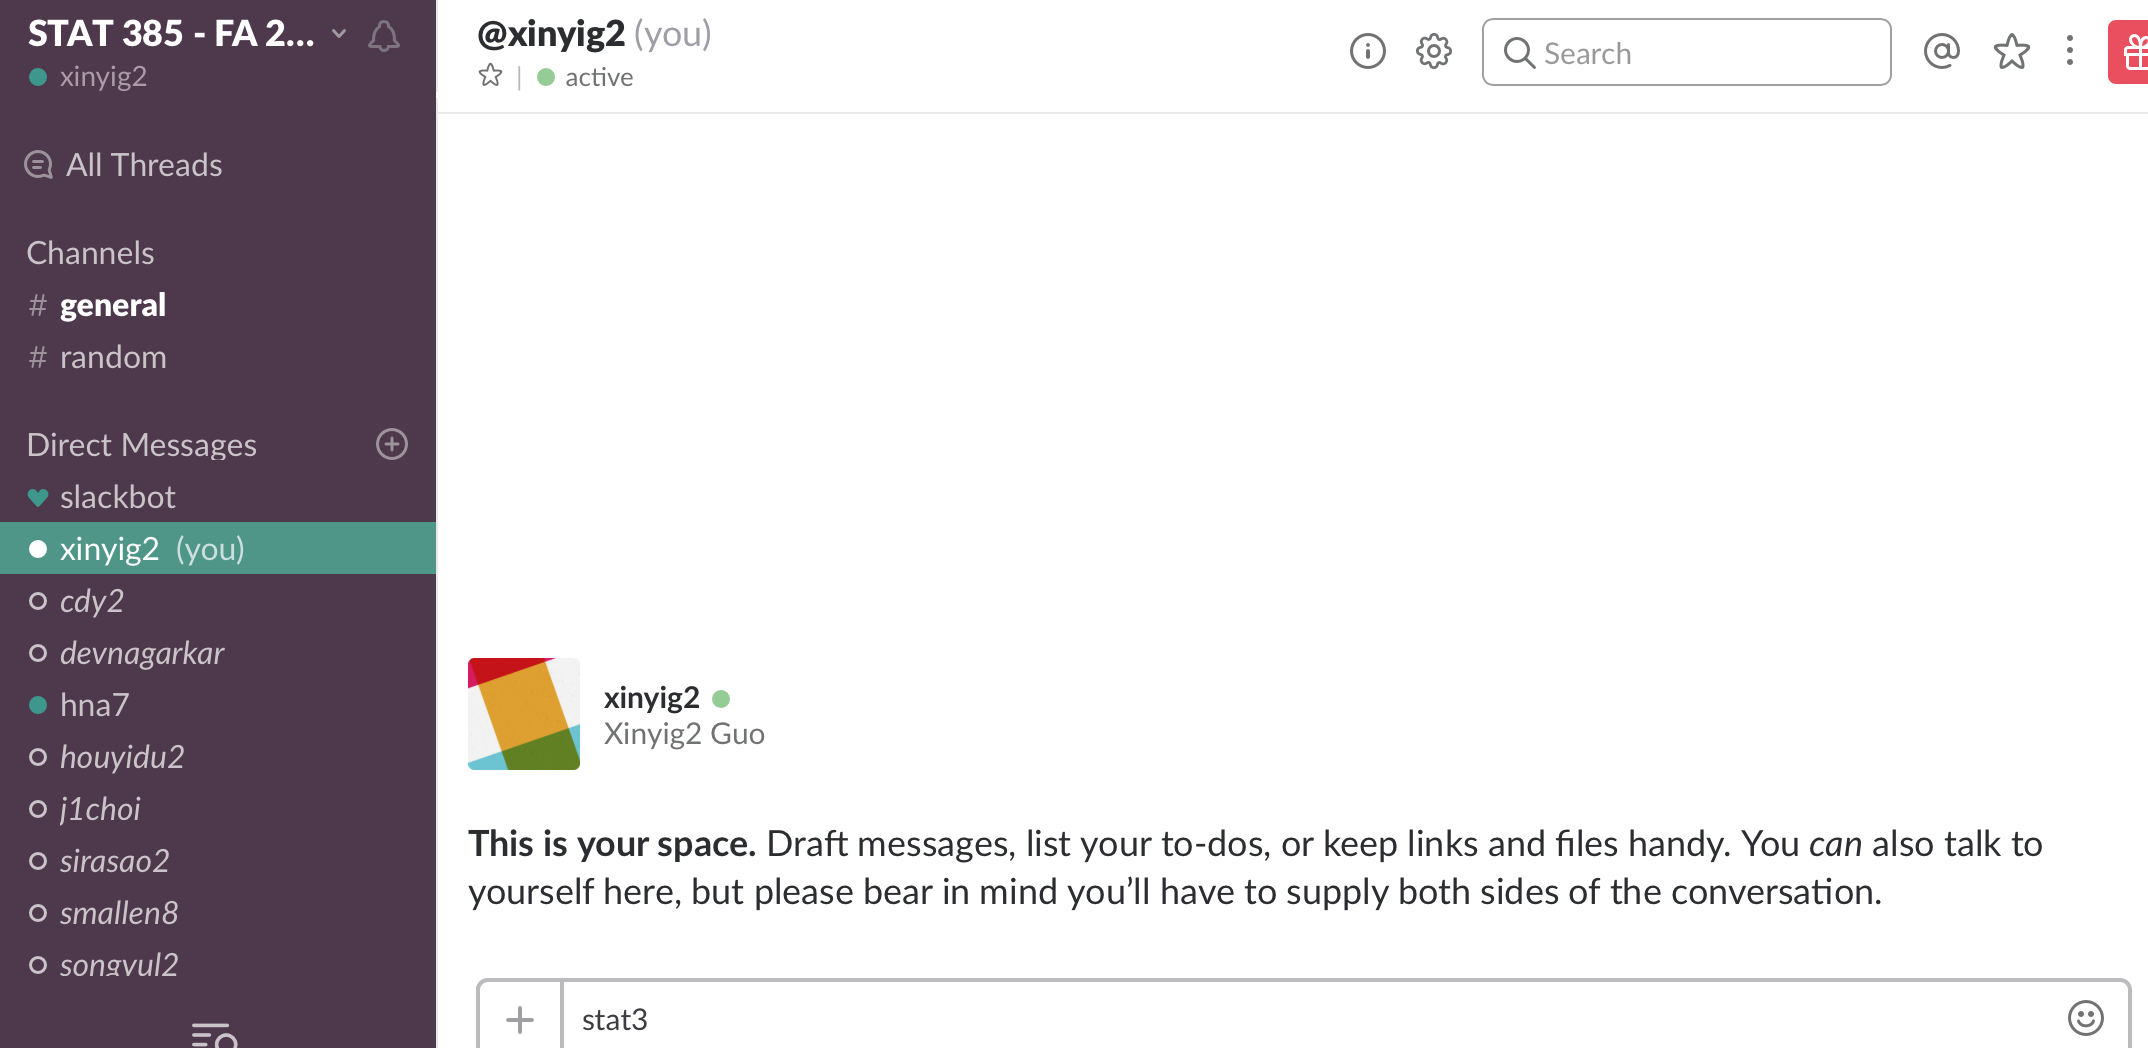 STAT 385 - FA 2...
xinyig2
All Threads
Channels
# general
# random
Direct Messages
slackbot
xinyig2 (you)
cdy2
devnagarkar
hna7
houyidu2
j1choi
sirasao2
smallen8
songyul2
@xinyig2 (you)
active
Search
xinyig2
Xinyig2 Guo
This is your space. Draft messages, list your to-dos, or keep links and files handy. You can also talk to
yourself here, but please bear in mind you’ll have to supply both sides of the conversation.
stat3